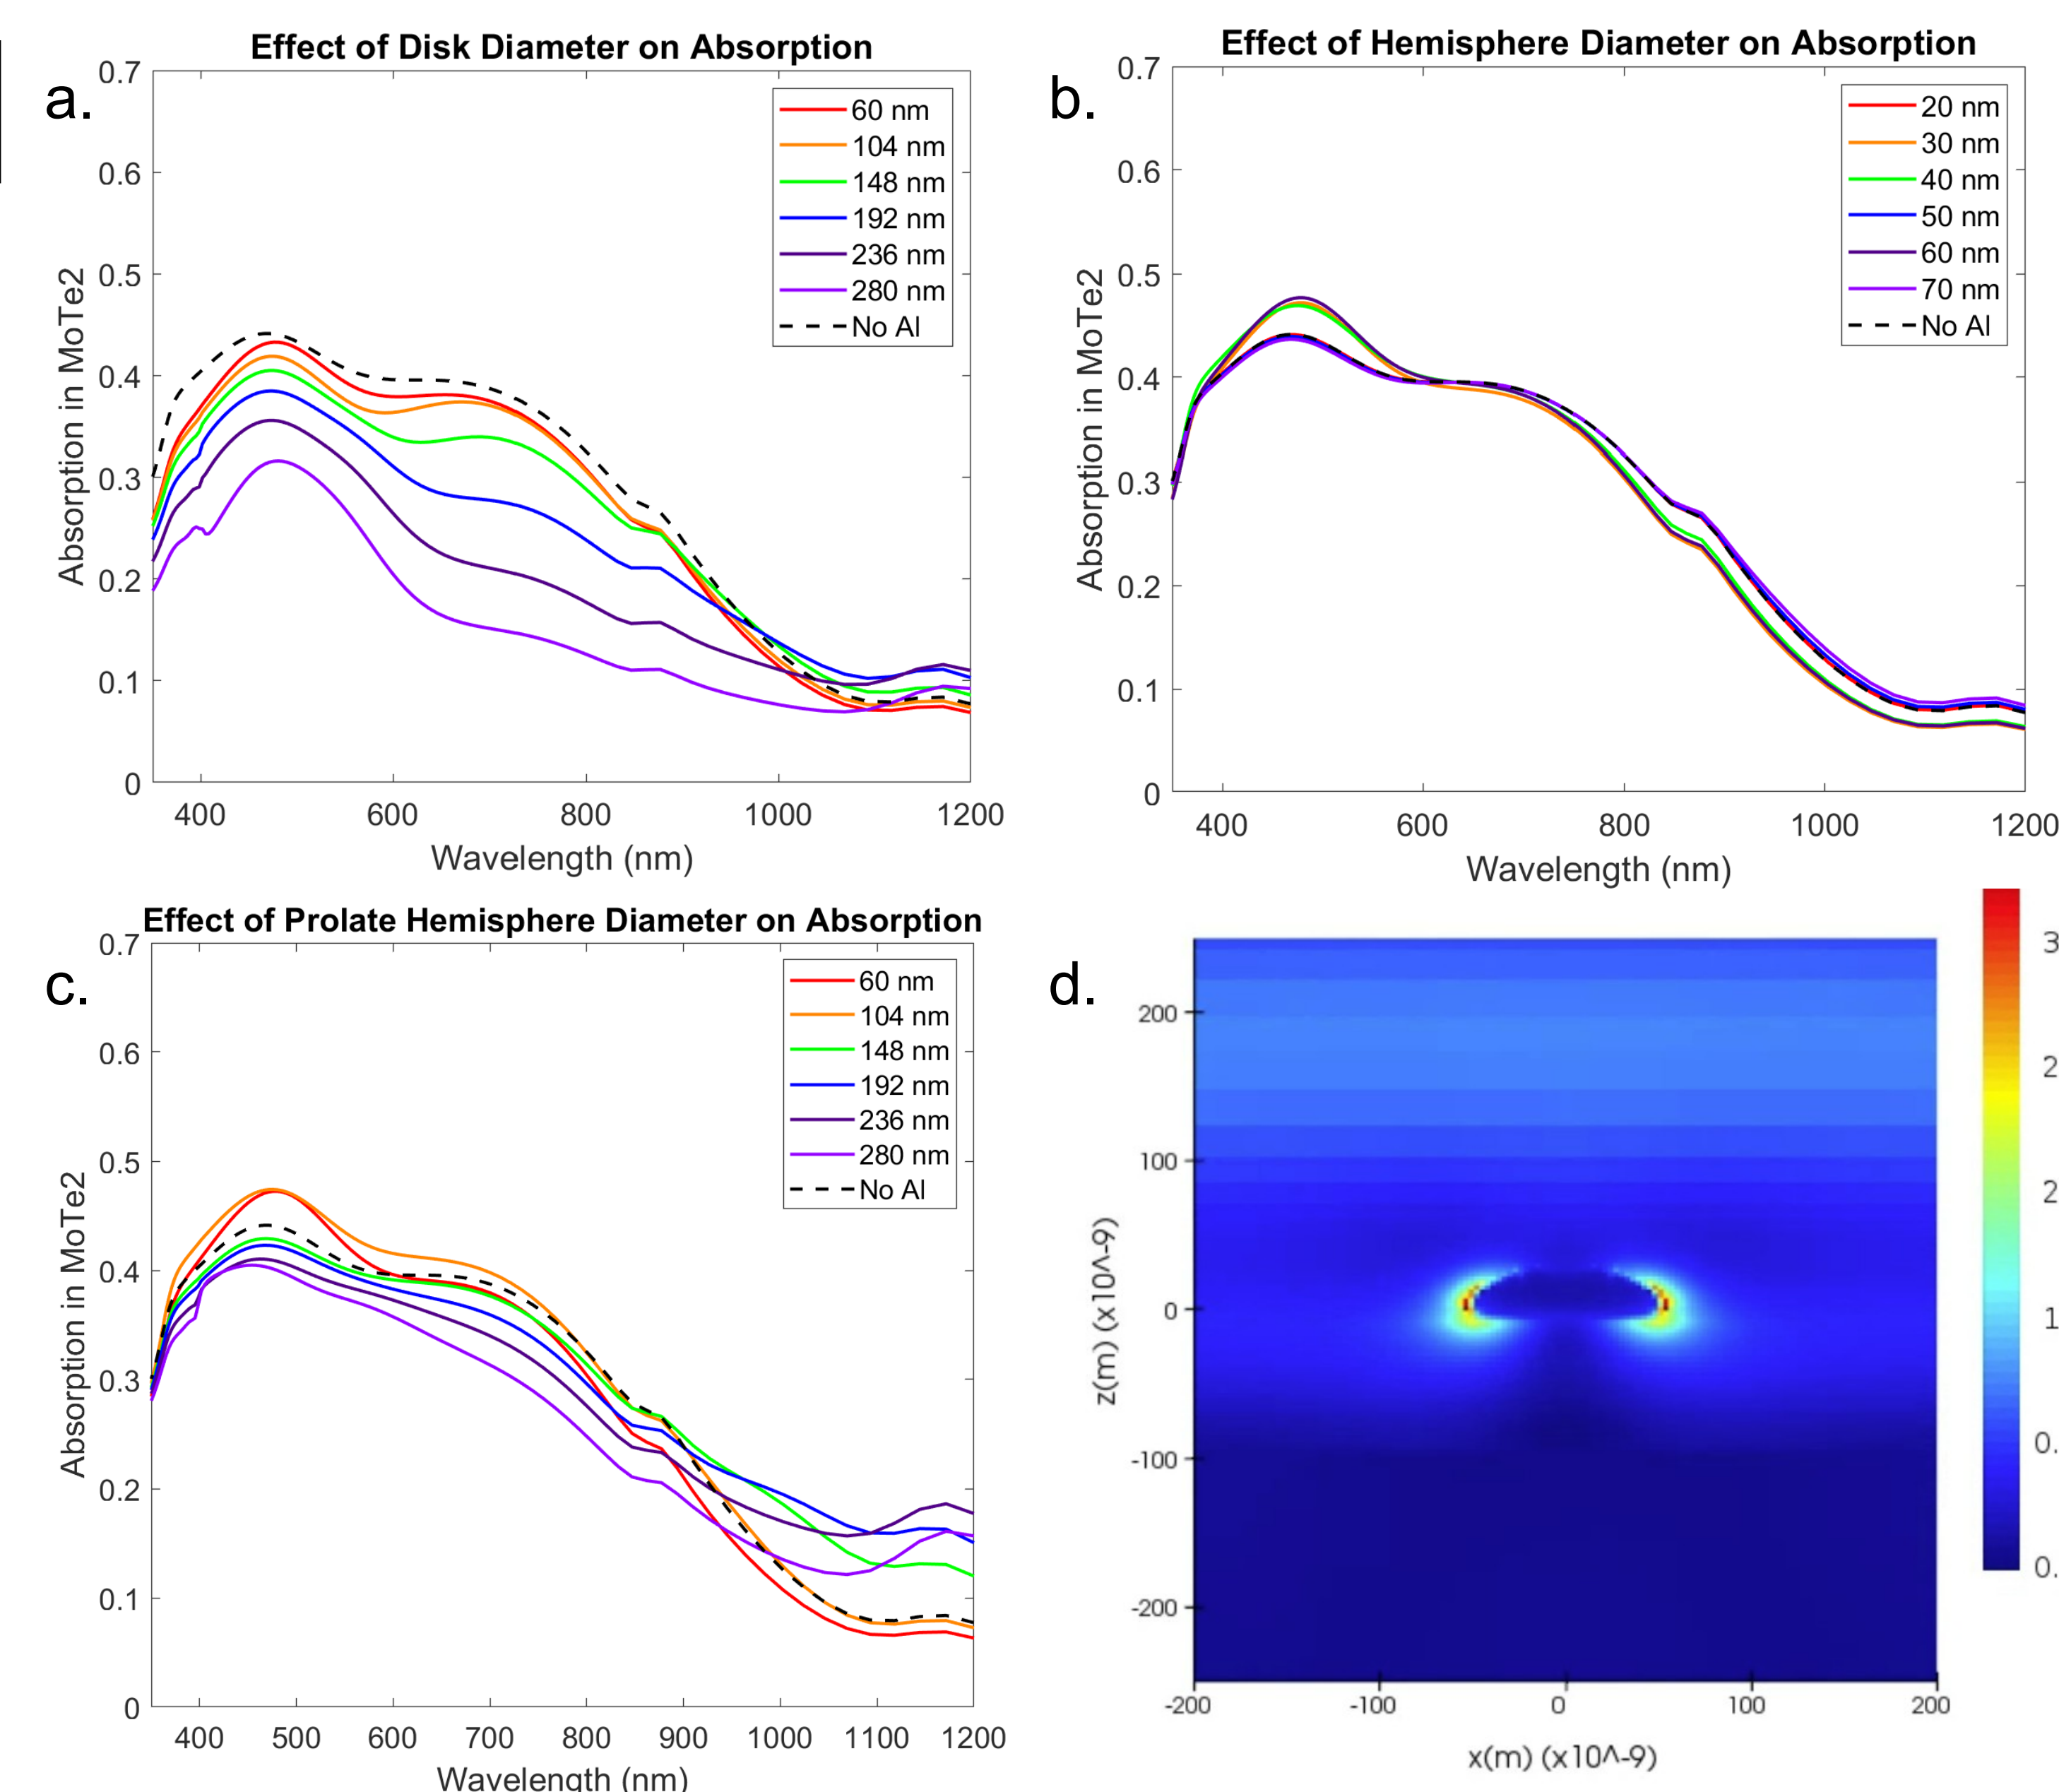 a.
Effect of Disk Diameter on Absorption
Absorption in MoTe2
0.7
0.6
0.5
0.4
0.3
0.2
0.1
0
400 600 800 1000 1200
Wavelength (nm)
60 nm
104 nm
148 nm
192 nm
236 nm
280 nm
No Al
b.
Effect of Hemisphere Diameter on Absorption
Absorption in MoTe2
0.7
0.6
0.5
0.4
0.3
0.2
0.1
0
400 600 800 1000 1200
Wavelength (nm)
20 nm
30 nm
40 nm
50 nm
60 nm
70 nm
No Al
c.
Effect of Prolate Hemisphere Diameter on Absorption
Absorption in MoTe2
0.7
0.6
0.5
0.4
0.3
0.2
0.1
0
400 500 600 700 800 900 1000 1100 1200
Wavelength (nm)
60 nm
104 nm
148 nm
192 nm
236 nm
280 nm
No Al
d.
z(m) (x10^-9)
200
100
0
-100
-200
-200 -100 0 100 200
x(m) (x10^-9)
3
2
2
1
0.
0.